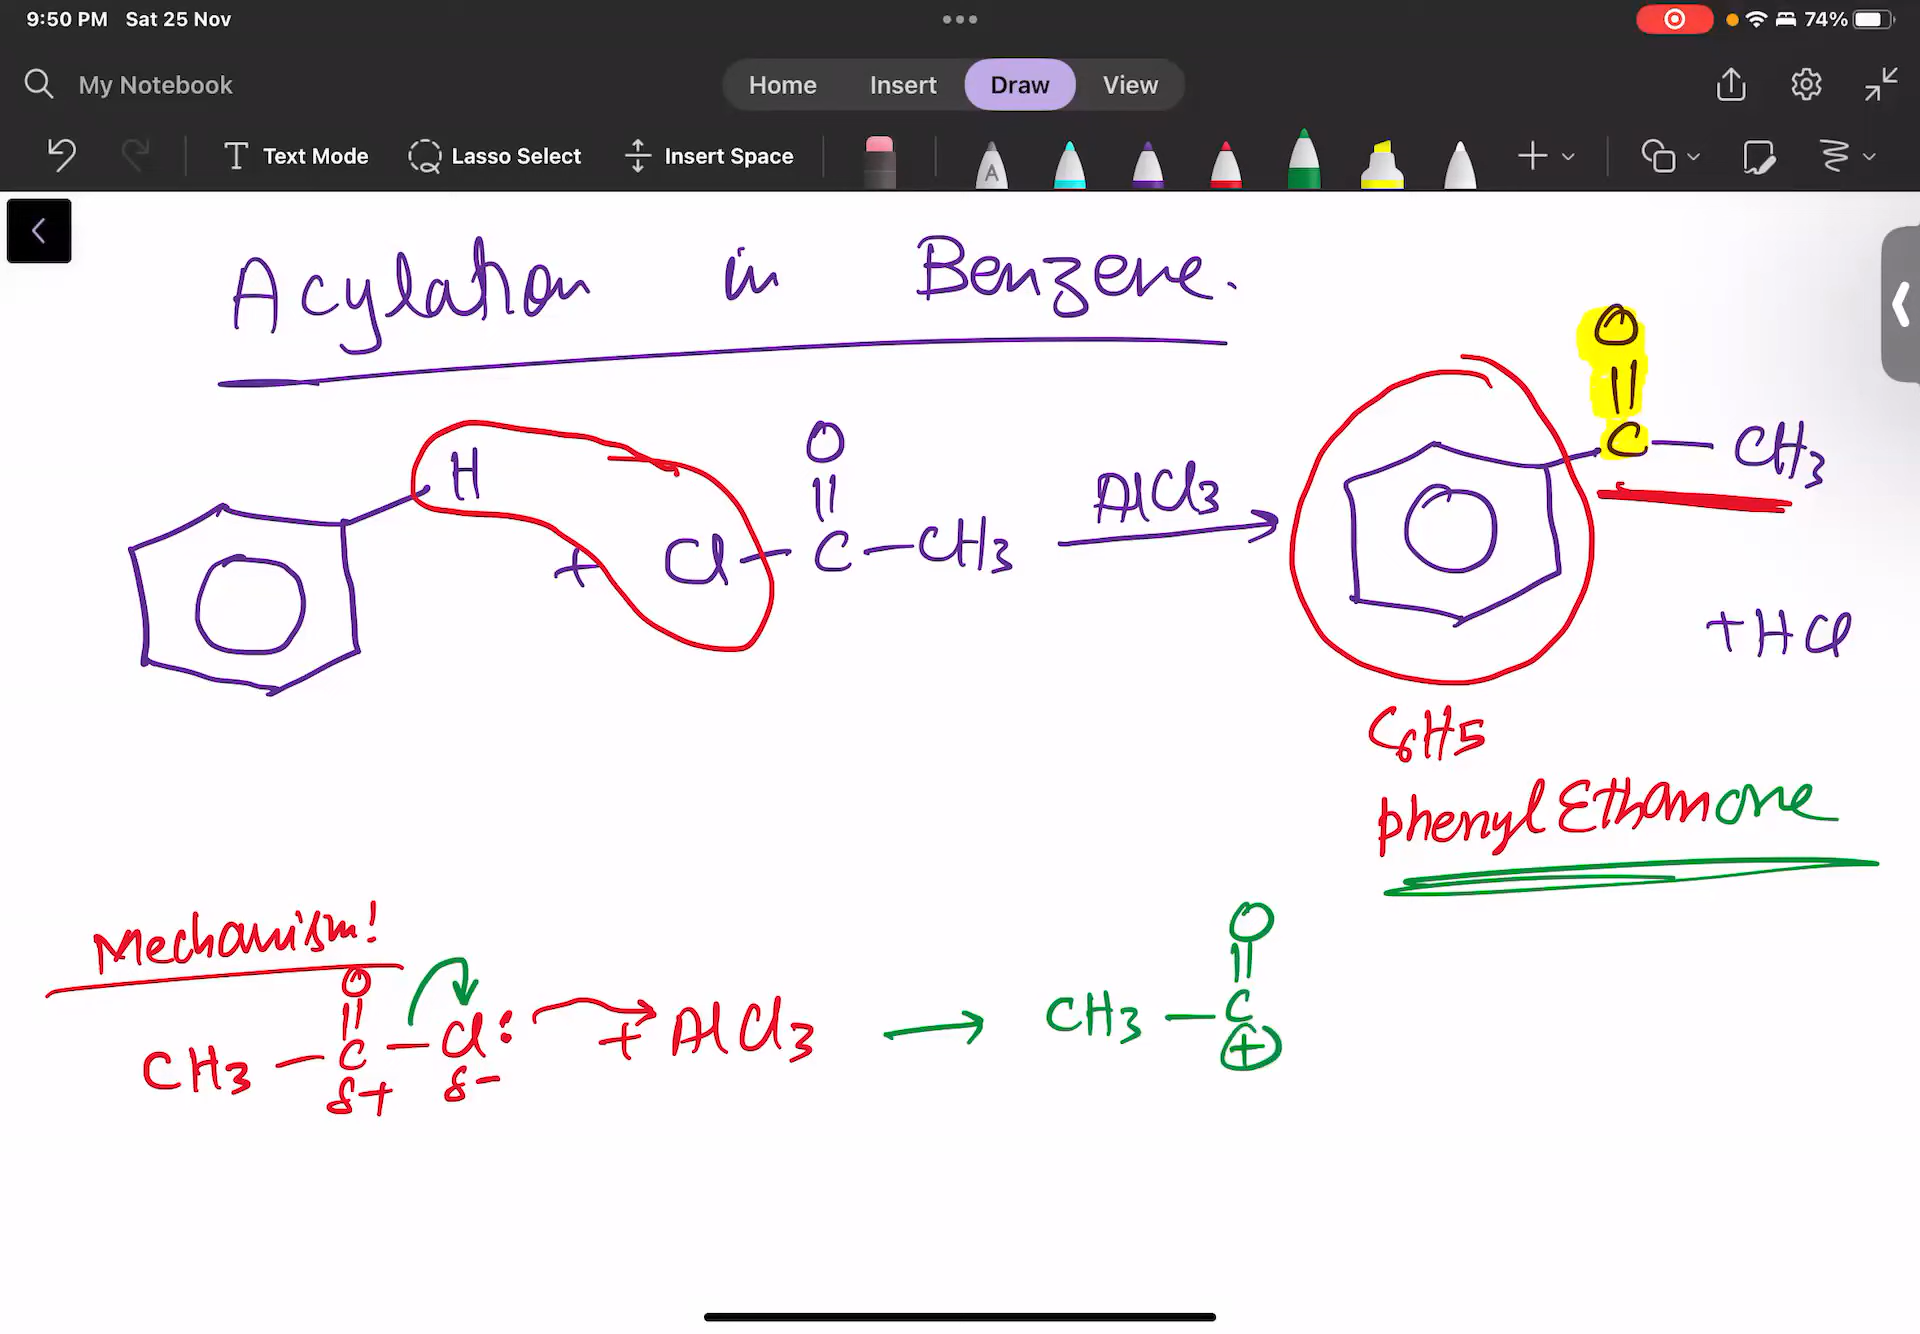 9:50 PM Sat 25 Nov
74%
My Notebook
Home Insert Draw View
Text Mode Lasso Select Insert Space
A
Acylation in Benzene.
O
||
C — CH3
H
O
||
+ Cl — C — CH3
AlCl3
+ HCl
C6H5
phenyl Ethanone
Mechanism!
O
||
CH3 — C — Cl: + AlCl3
δ+ δ-
O
||
CH3 — C
+